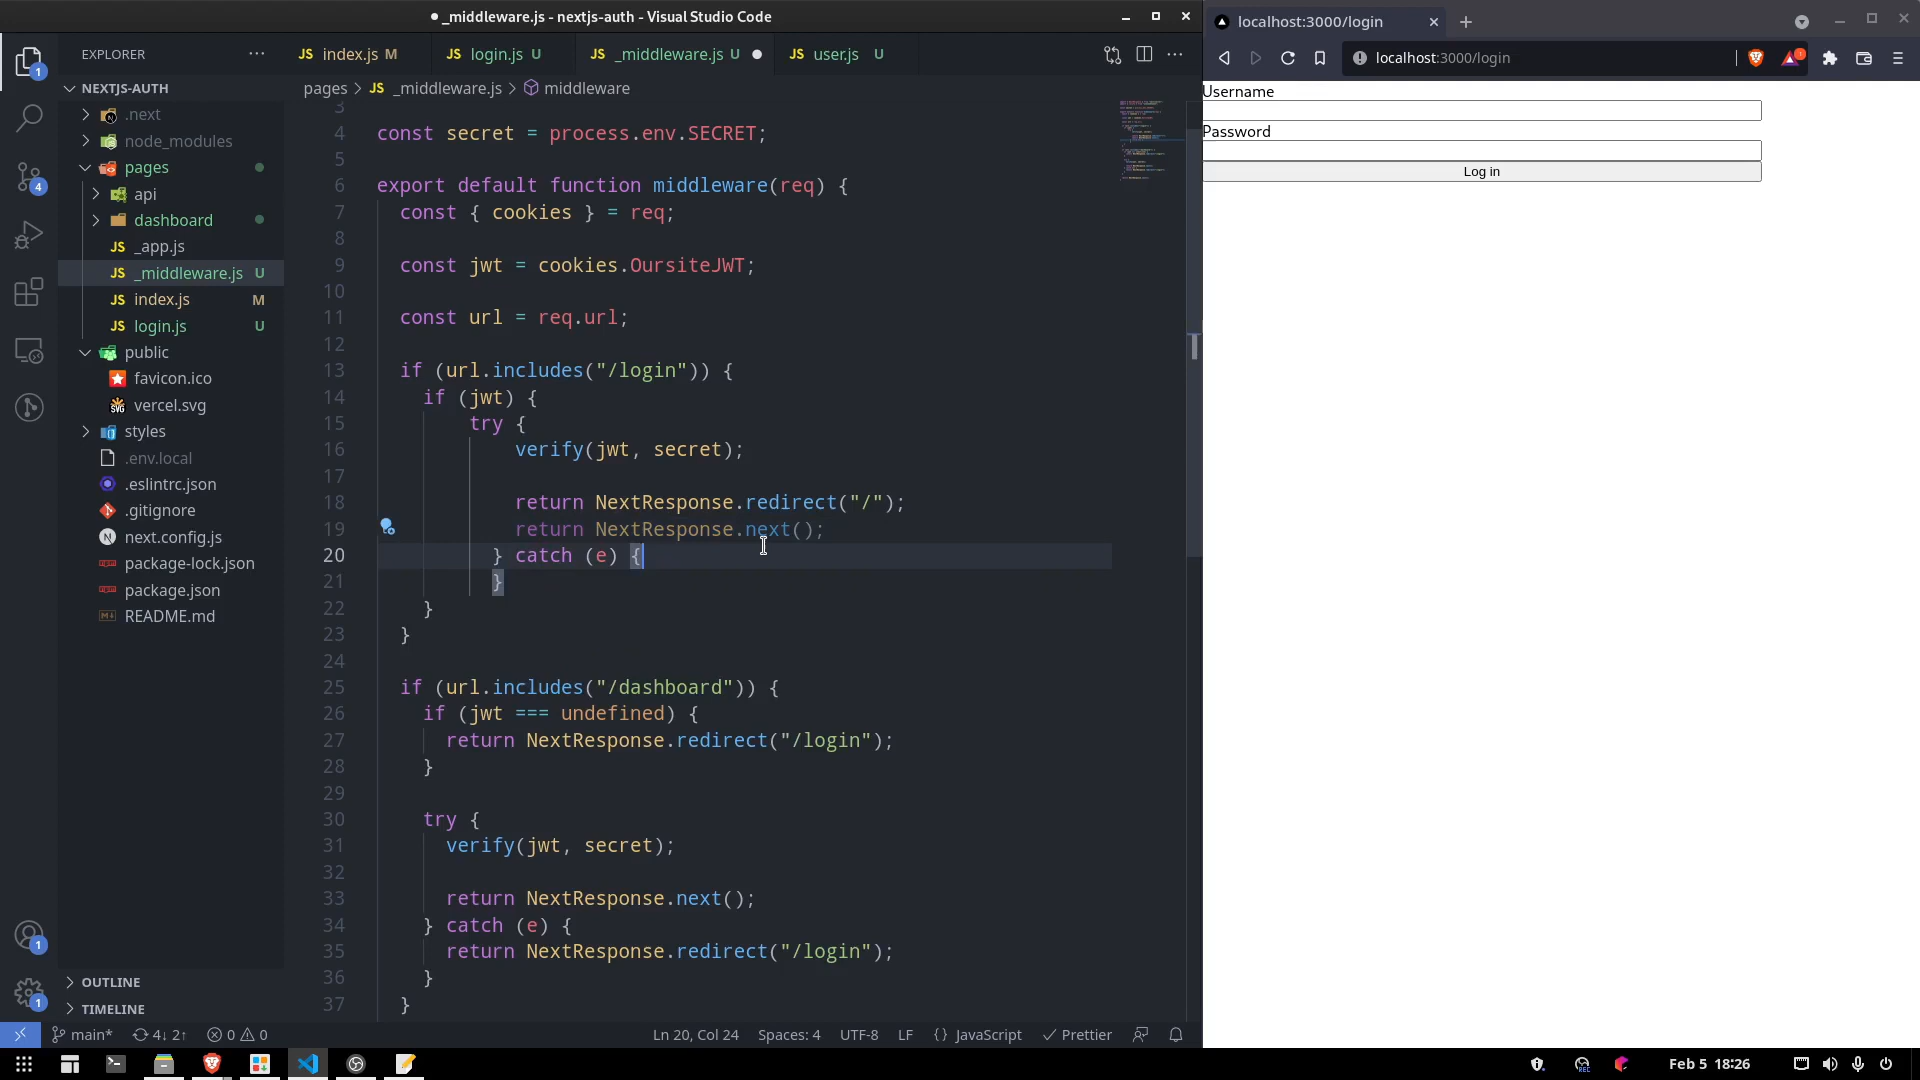 _middleware.js - nextjs-auth - Visual Studio Code
EXPLORER
NEXTJS-AUTH
.next
node_modules
pages
api
dashboard
_app.js
_middleware.js U
index.js M
login.js U
public
favicon.ico
vercel.svg
styles
.env.local
.eslintrc.json
.gitignore
next.config.js
package-lock.json
package.json
README.md
OUTLINE
TIMELINE
JS index.js M
JS login.js U
JS _middleware.js U
JS user.js U
pages > JS _middleware.js > middleware
3
4 const secret = process.env.SECRET;
5
6 export default function middleware(req) {
7 const { cookies } = req;
8
9 const jwt = cookies.OursiteJWT;
10
11 const url = req.url;
12
13 if (url.includes("/login")) {
14 if (jwt) {
15 try {
16 verify(jwt, secret);
17
18 return NextResponse.redirect("/");
19 return NextResponse.next();
20 } catch (e) {
21 }
22 }
23 }
24
25 if (url.includes("/dashboard")) {
26 if (jwt === undefined) {
27 return NextResponse.redirect("/login");
28 }
29
30 try {
31 verify(jwt, secret);
32
33 return NextResponse.next();
34 } catch (e) {
35 return NextResponse.redirect("/login");
36 }
37 }
main* 4↓ 2↑ 0 0
Ln 20, Col 24 Spaces: 4 UTF-8 LF {} JavaScript Prettier
localhost:3000/login
localhost:3000/login
Username
Password
Log in
Feb 5 18:26